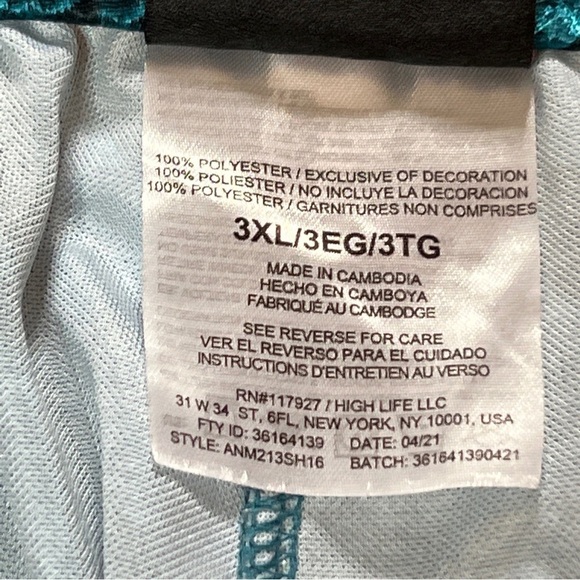 100% POLYESTER / EXCLUSIVE OF DECORATION
100% POLIESTER / NO INCLUYE LA DECORACION
100% POLYESTER / GARNITURES NON COMPRISES
3XL/3EG/3TG
MADE IN CAMBODIA
HECHO EN CAMBOYA
FABRIQUÉ AU CAMBODGE
SEE REVERSE FOR CARE
VER EL REVERSO PARA EL CUIDADO
INSTRUCTIONS D'ENTRETIEN AU VERSO
RN#117927 / HIGH LIFE LLC
31 W 34 ST, 6FL, NEW YORK, NY 10001, USA
FTY ID: 36164139 DATE: 04/21
STYLE: ANM213SH16 BATCH: 361641390421